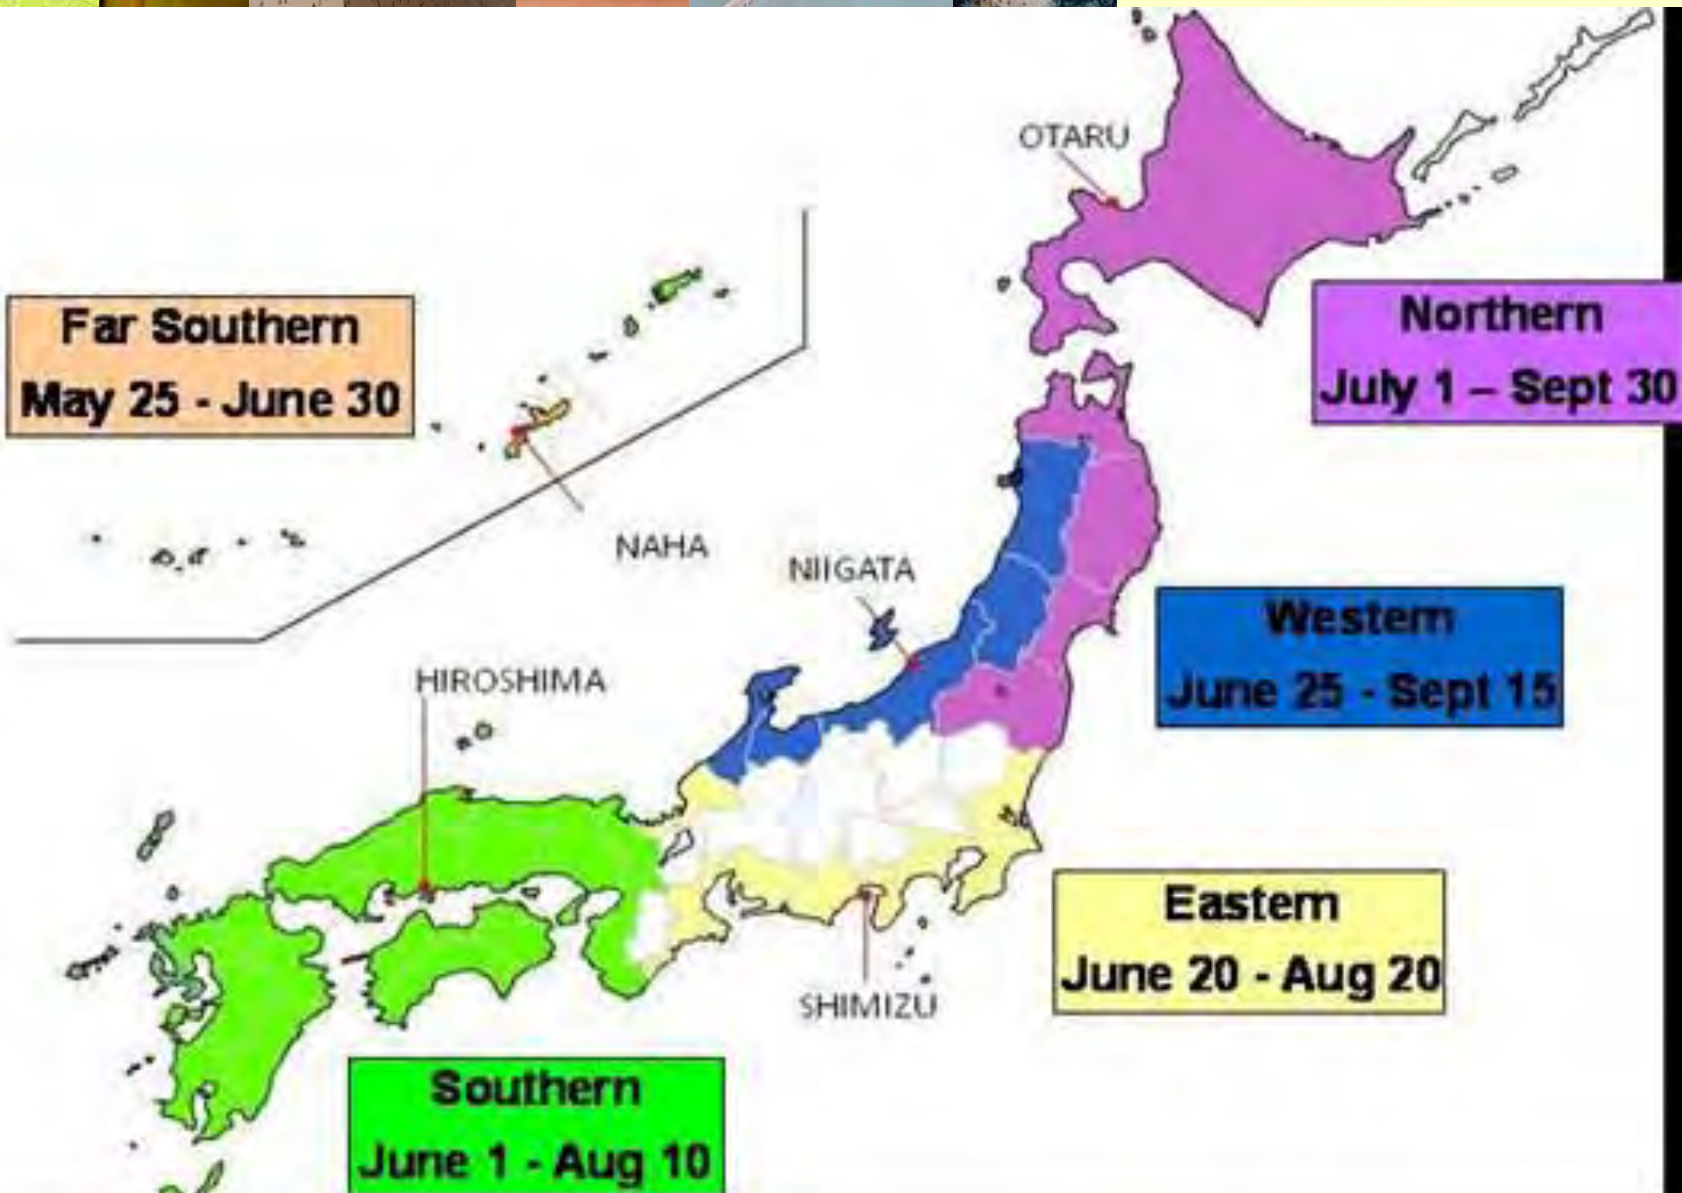 OTARU
Far Southern
May 25 - June 30
Northern
July 1 – Sept 30
NAHA
NIIGATA
Western
June 25 - Sept 15
HIROSHIMA
Eastern
June 20 - Aug 20
SHIMIZU
Southern
June 1 - Aug 10